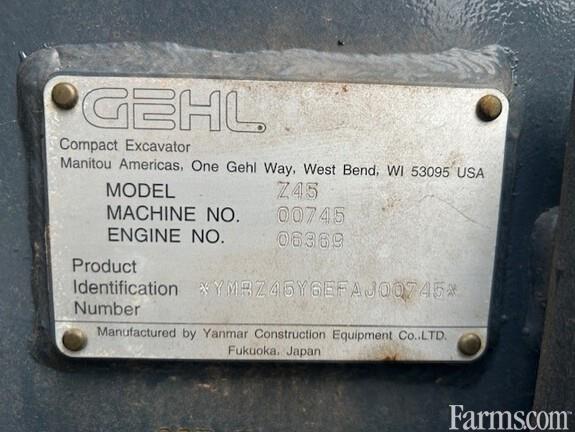 GEHL
Compact Excavator
Manitou Americas, One Gehl Way, West Bend, WI 53095 USA
MODEL Z45
MACHINE NO. 00745
ENGINE NO. 06369
Product
Identification *YMRZ45Y6EFAJ00745*
Number
Manufactured by Yanmar Construction Equipment Co.,LTD.
Fukuoka, Japan
Farms.com